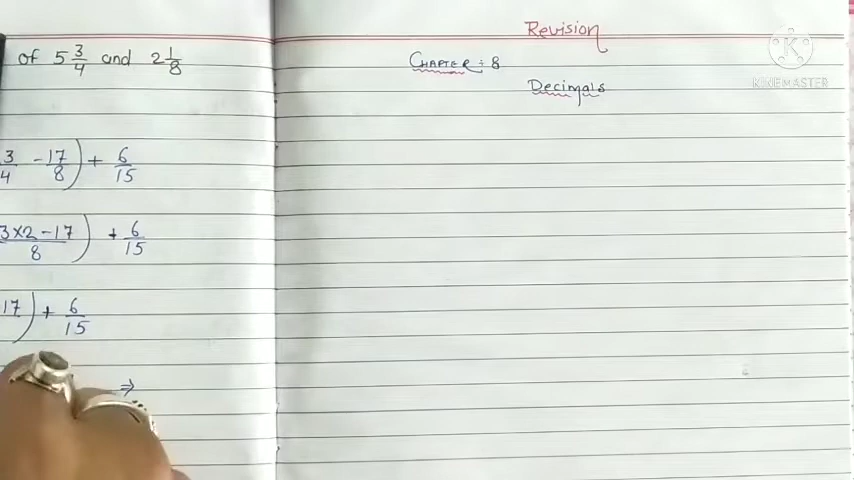 of 5 3/4 and 2 1/8
3/4 - 17/8) + 6/15
3×2-17/8) + 6/15
17) + 6/15
⇒
Revision
CHAPTER ÷ 8
Decimals
K
KINEMASTER